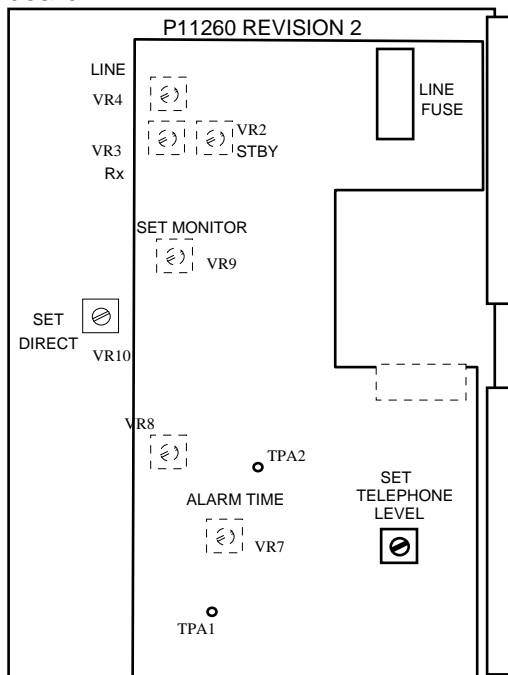 P11260 REVISION 2
LINE
VR4
LINE
FUSE
VR2
STBY
VR3
Rx
SET MONITOR
VR9
SET
DIRECT
VR10
VR8
TPA2
SET
TELEPHONE
LEVEL
ALARM TIME
VR7
TPA1